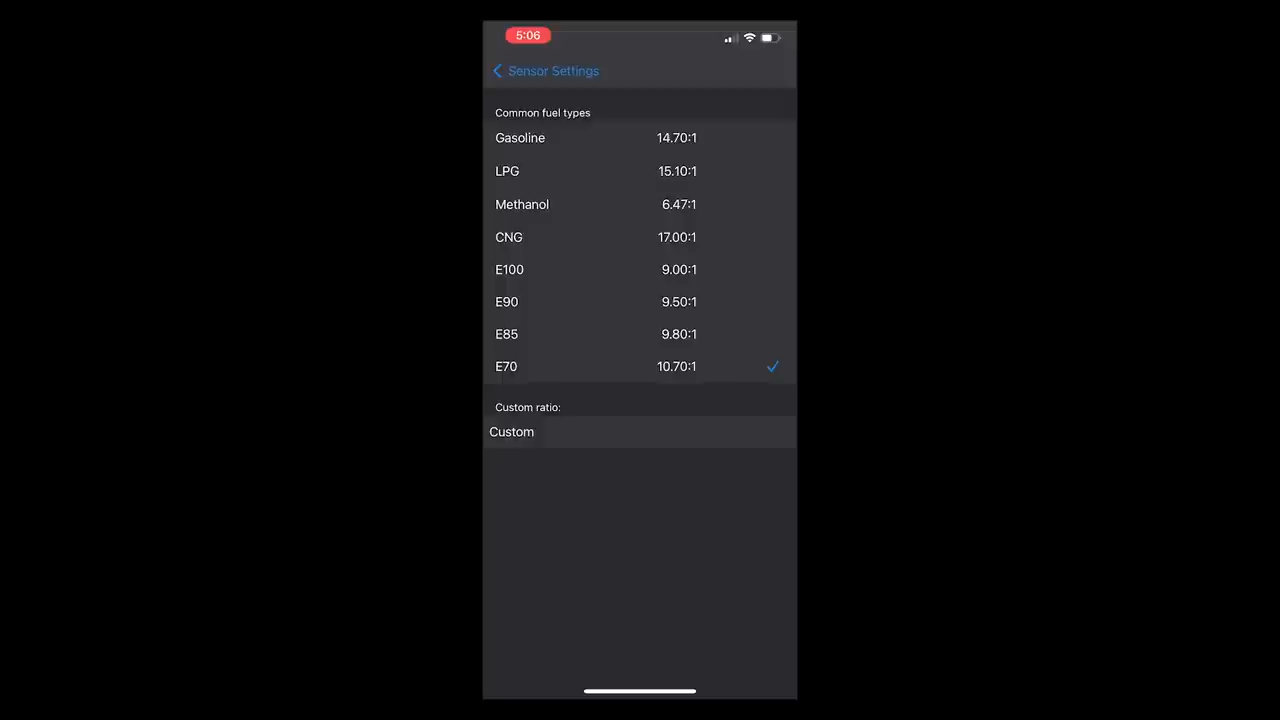 5:06
Sensor Settings
Common fuel types
Gasoline 14.70:1
LPG 15.10:1
Methanol 6.47:1
CNG 17.00:1
E100 9.00:1
E90 9.50:1
E85 9.80:1
E70 10.70:1
Custom ratio:
Custom